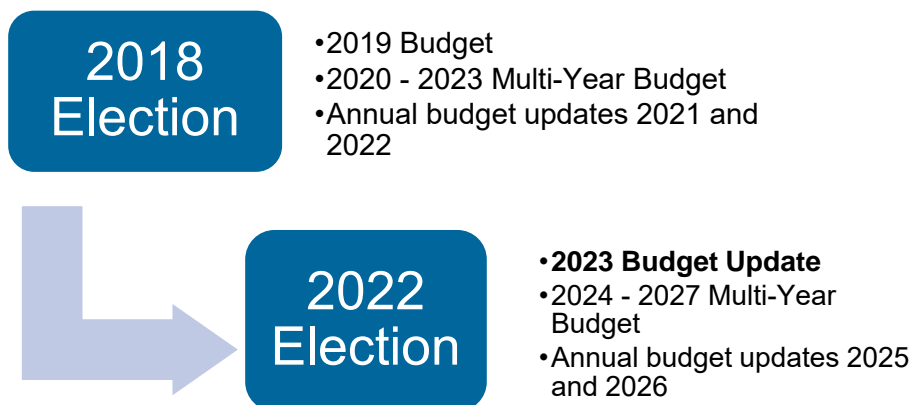 2018
Election
•2019 Budget
•2020 - 2023 Multi-Year Budget
•Annual budget updates 2021 and
2022
2022
Election
•2023 Budget Update
•2024 - 2027 Multi-Year
Budget
•Annual budget updates 2025
and 2026